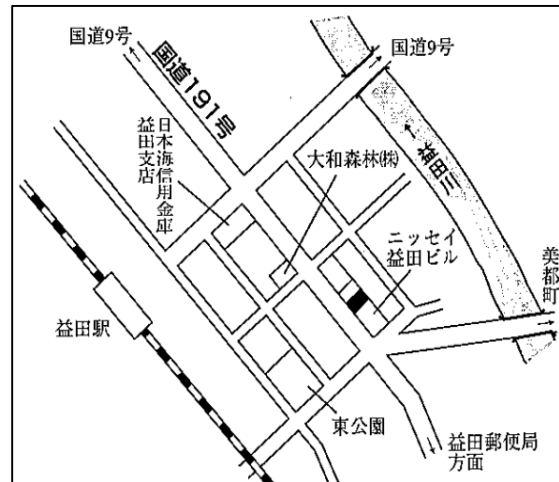 国道9号
国道9号
国道191号
日本海信用金庫
益田支店
大和森林㈱
益田川
ニッセイ
益田ビル
美都町
益田駅
東公園
益田郵便局
方面